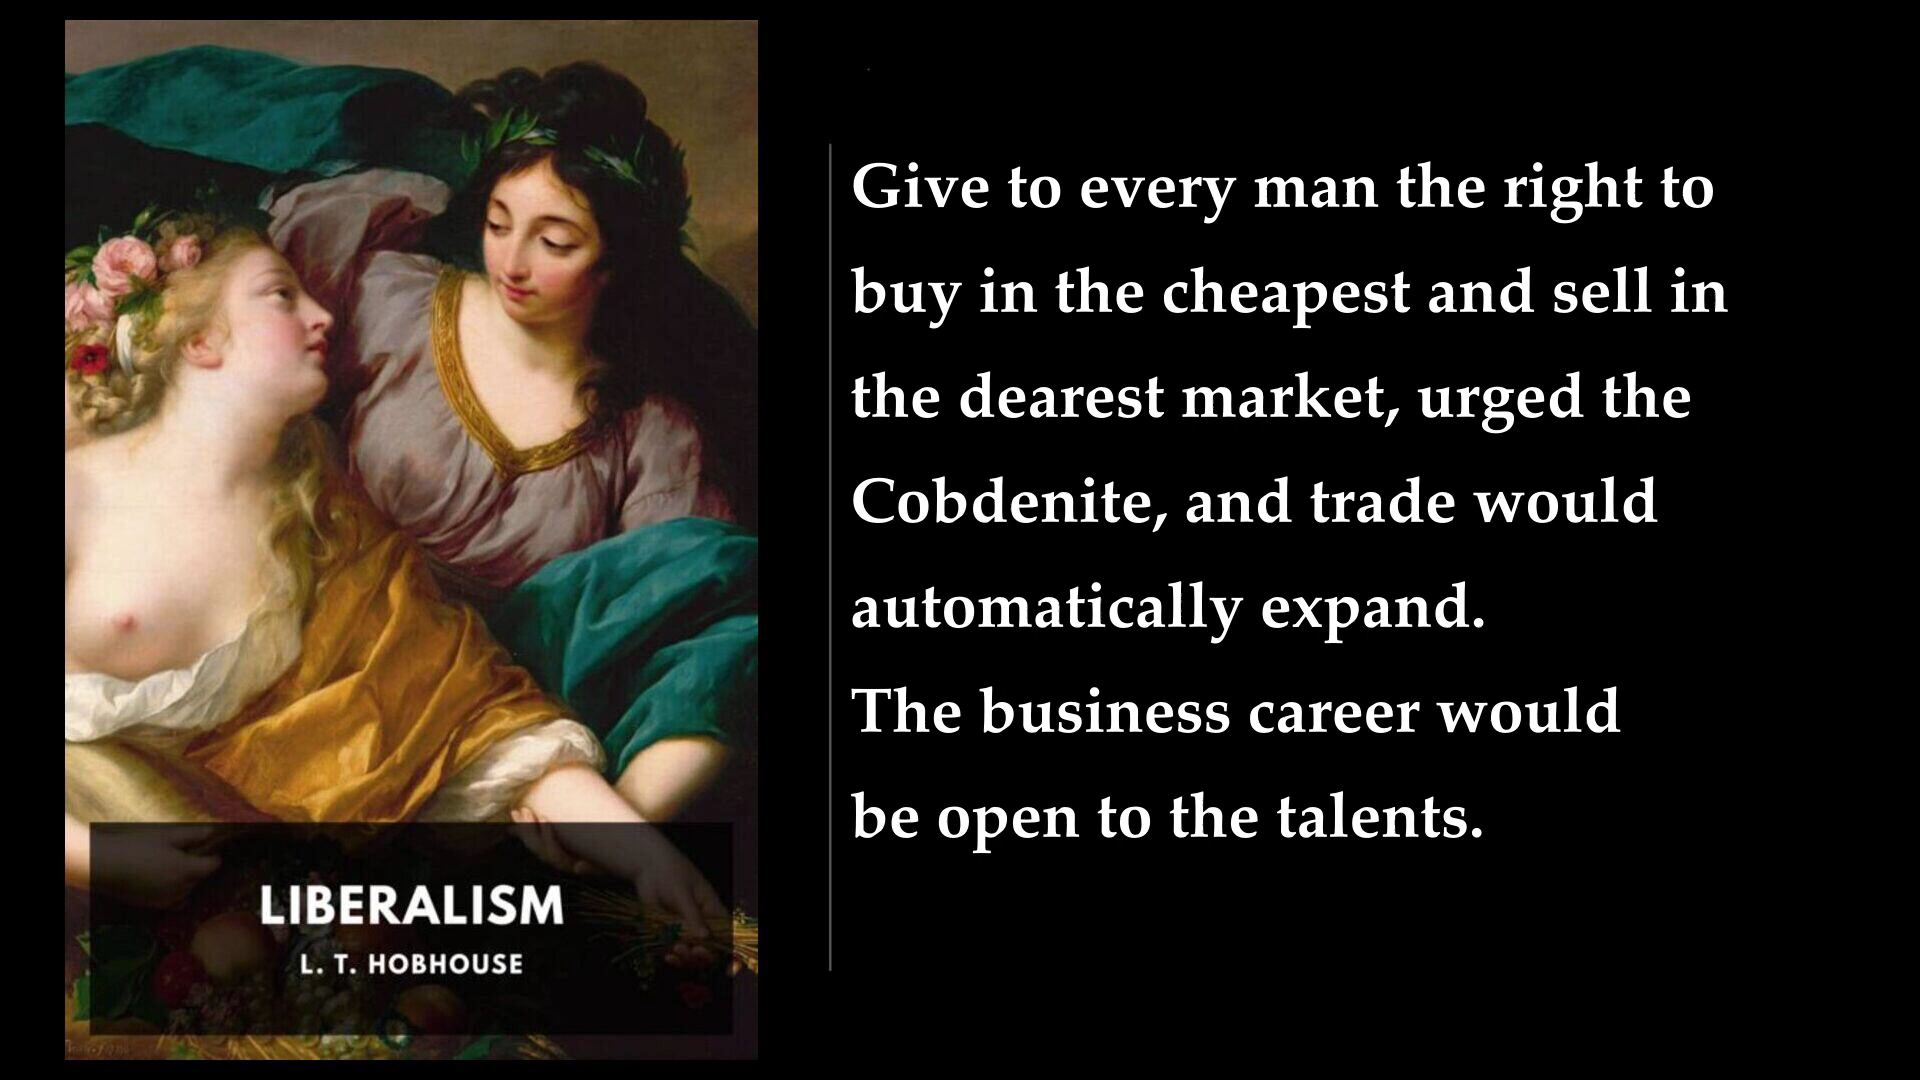 Give to every man the right to
buy in the cheapest and sell in
the dearest market, urged the
Cobdenite, and trade would
automatically expand.
The business career would
be open to the talents.
LIBERALISM
L. T. HOBHOUSE